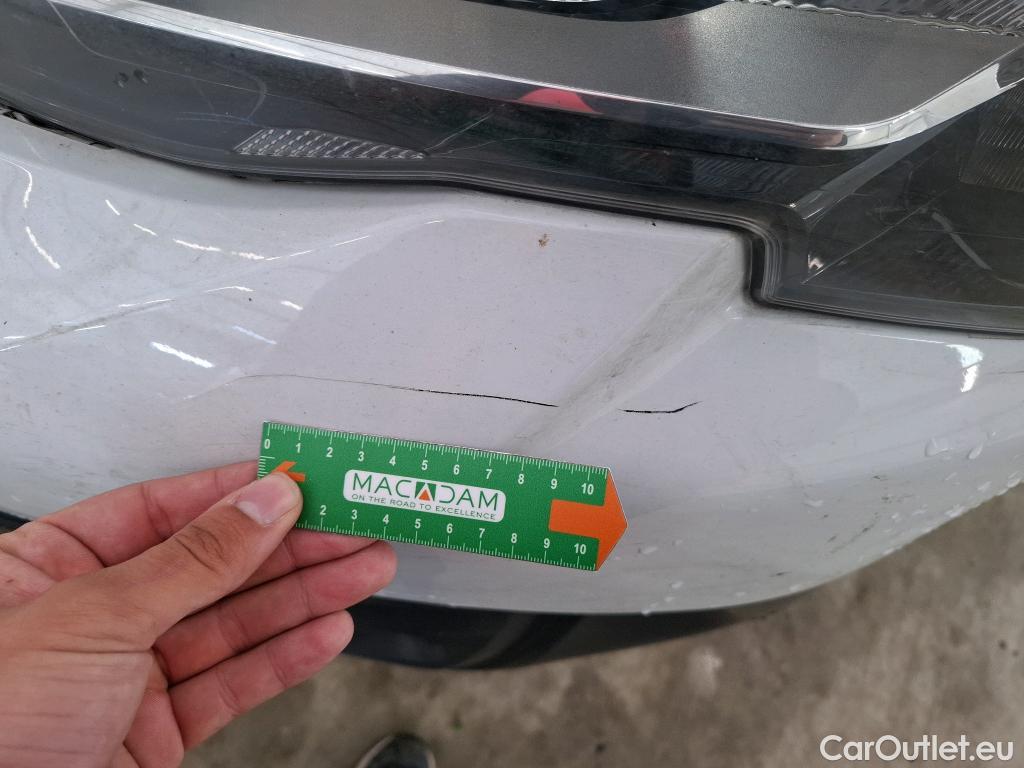 0 1 2 3 4 5 6 7 8 9 10
MACADAM
ON THE ROAD TO EXCELLENCE
2 3 4 5 6 7 8 9 10
CarOutlet.eu